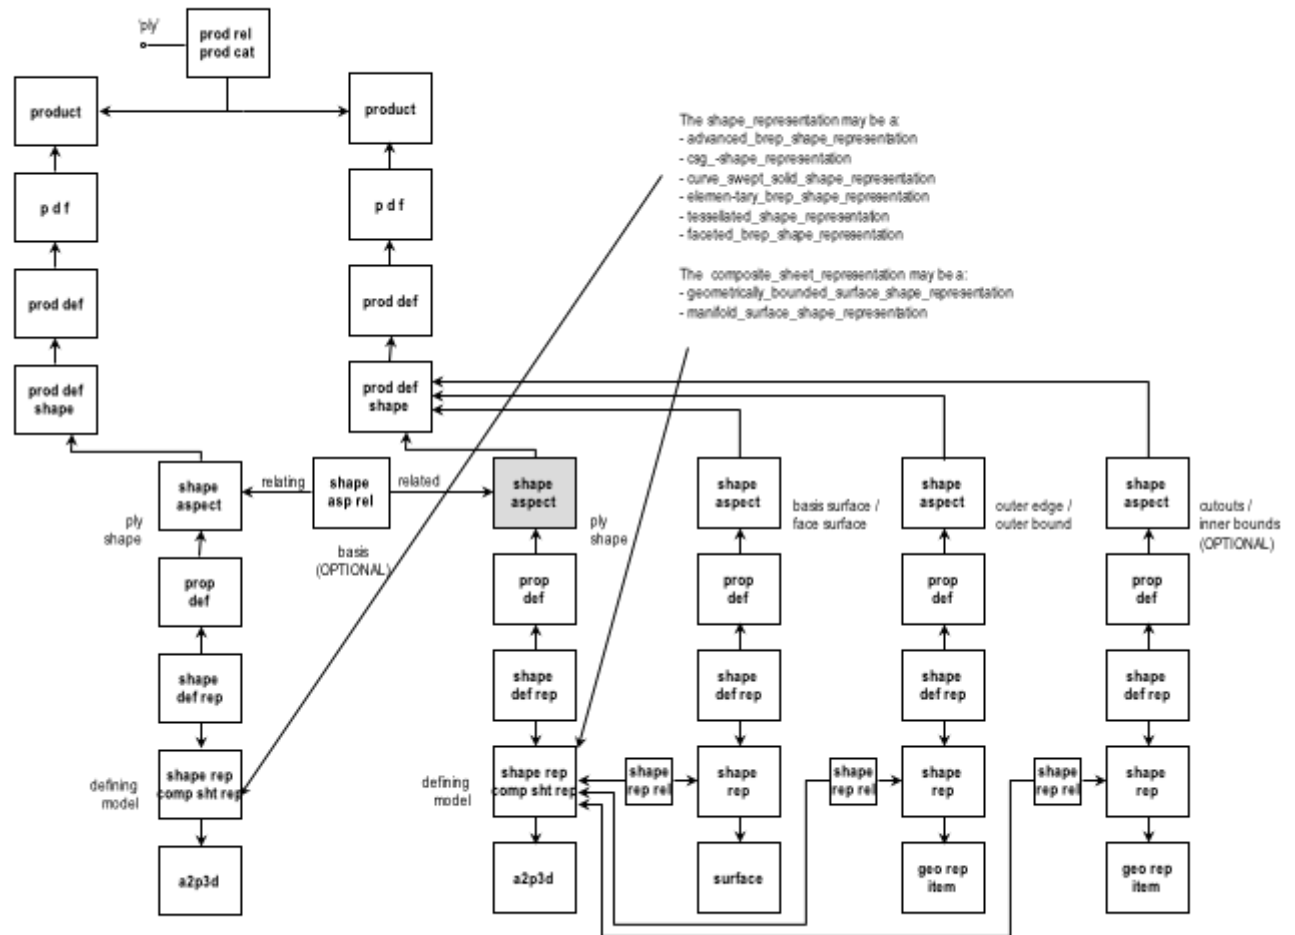 'ply'
prod rel
prod cat
product
product
The shape_representation may be a:
- advanced_brep_shape_representation
- csg_-shape_representation
- curve_swept_solid_shape_representation
- elemen-tary_brep_shape_representation
- tessellated_shape_representation
- faceted_brep_shape_representation
p d f
p d f
The composite_sheet_representation may be a:
- geometrically_bounded_surface_shape_representation
- manifold_surface_shape_representation
prod def
prod def
prod def
shape
prod def
shape
shape
aspect
relating
shape
asp rel
related
shape
aspect
shape
aspect
shape
aspect
shape
aspect
ply
shape
basis
(OPTIONAL)
ply
shape
basis surface /
face surface
outer edge /
outer bound
cutouts /
inner bounds
(OPTIONAL)
prop
def
prop
def
prop
def
prop
def
prop
def
shape
def rep
shape
def rep
shape
def rep
shape
def rep
shape
def rep
defining
model
shape rep
comp sht rep
defining
model
shape rep
comp sht rep
shape
rep rel
shape
rep
shape
rep rel
shape
rep
shape
rep rel
shape
rep
a2p3d
a2p3d
surface
geo rep
item
geo rep
item